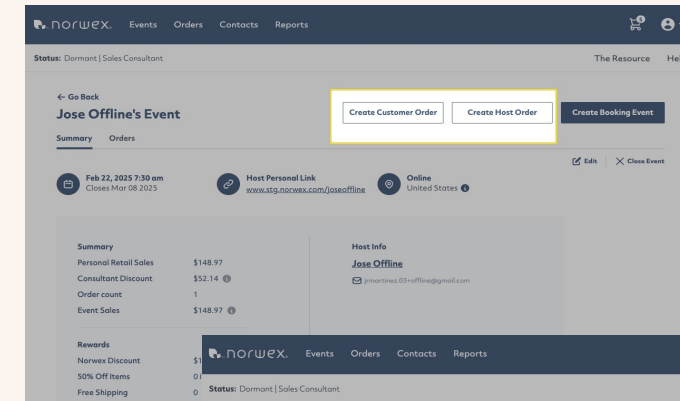 norwex. Events Orders Contacts Reports
Status: Dormant | Sales Consultant The Resource
← Go Back
Jose Offline's Event Create Customer Order Create Host Order Create Booking Event
Summary Orders
Edit Close Event
Feb 22, 2025 7:30 am Host Personal Link Online
Closes Mar 08 2025 www.stg.norwex.com/joseoffline United States
Summary Host Info
Personal Retail Sales $148.97 Jose Offline
Consultant Discount $52.14 jrmartinez.03+offline@gmail.com
Order count 1
Event Sales $148.97
Rewards
Norwex Discount $1
50% Off Items 0
Free Shipping 0
norwex. Events Orders Contacts Reports
Status: Dormant | Sales Consultant